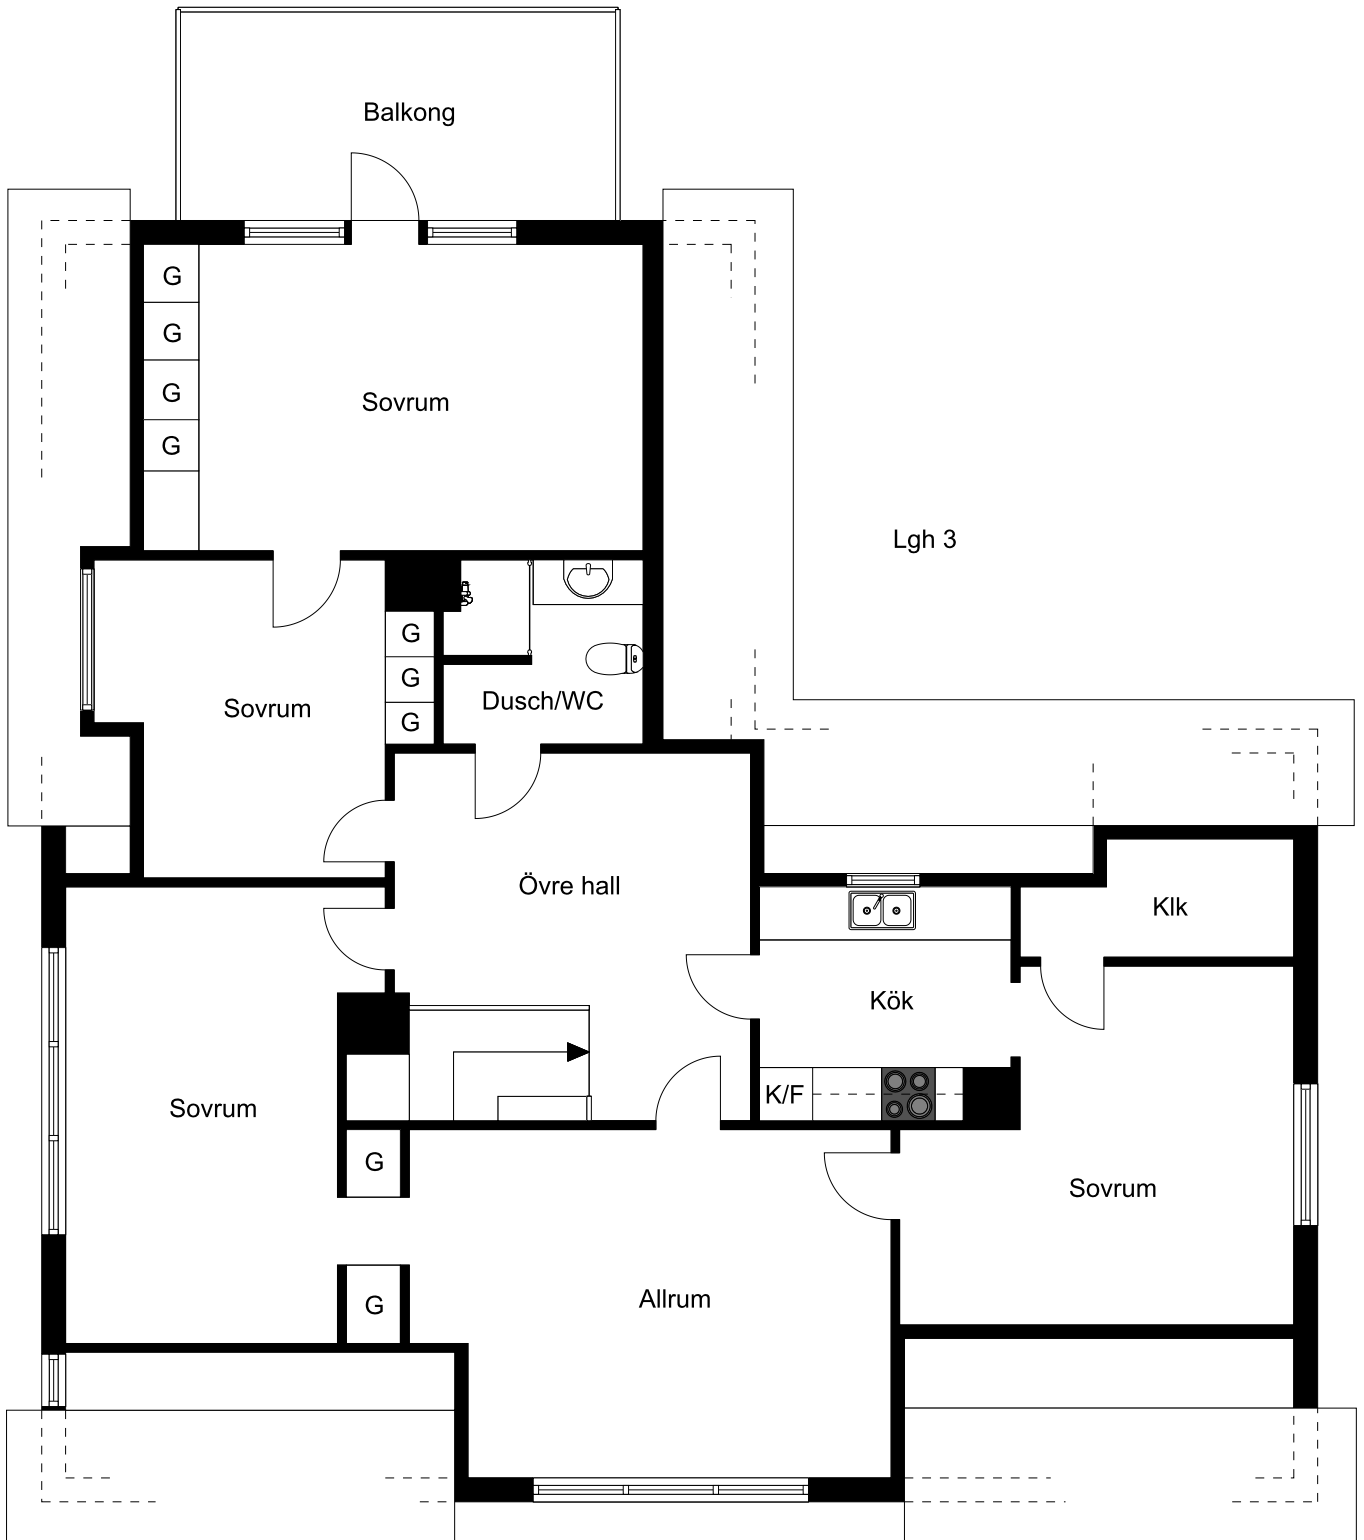 Balkong
G
G
G
G
Sovrum
Lgh 3
G
G
G
Sovrum
Dusch/WC
Övre hall
Klk
Kök
K/F
Sovrum
G
Sovrum
Allrum
G